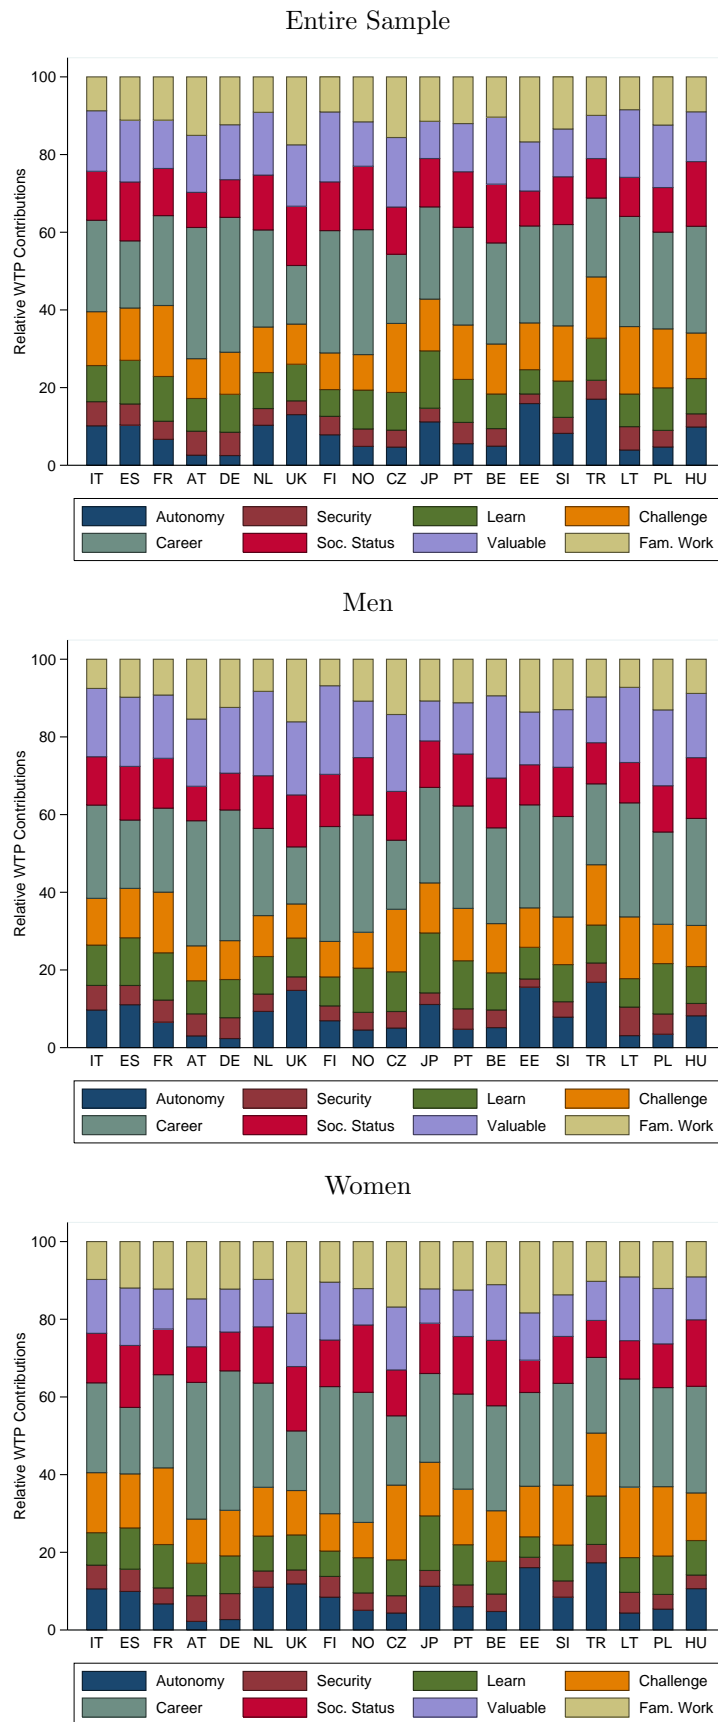 Entire Sample
100
80
60
40
20
0
Relative WTP Contributions
IT ES FR AT DE NL UK FI NO CZ JP PT BE EE SI TR LT PL HU
Autonomy Security Learn Challenge
Career Soc. Status Valuable Fam. Work
Men
100
80
60
40
20
0
Relative WTP Contributions
IT ES FR AT DE NL UK FI NO CZ JP PT BE EE SI TR LT PL HU
Autonomy Security Learn Challenge
Career Soc. Status Valuable Fam. Work
Women
100
80
60
40
20
0
Relative WTP Contributions
IT ES FR AT DE NL UK FI NO CZ JP PT BE EE SI TR LT PL HU
Autonomy Security Learn Challenge
Career Soc. Status Valuable Fam. Work